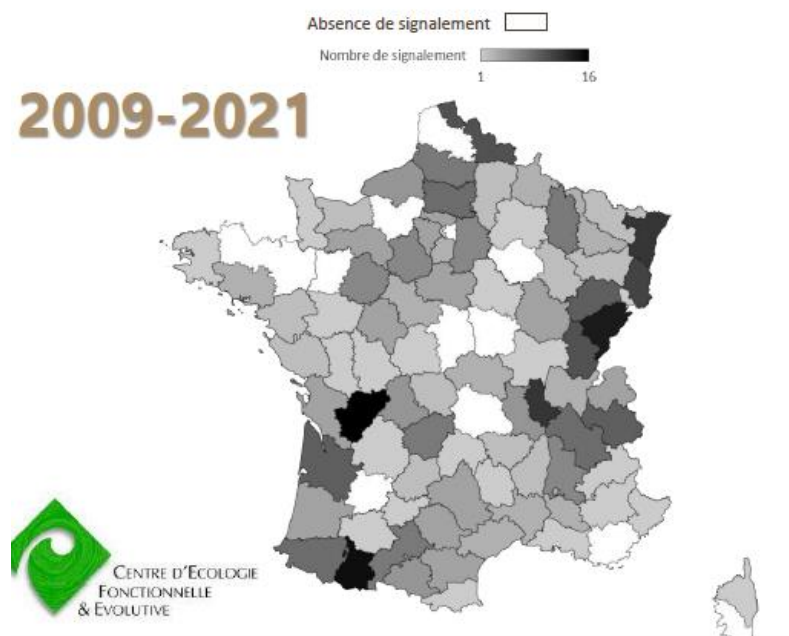 Absence de signalement
Nombre de signalement
1 16
2009-2021
CENTRE D'ECOLOGIE
FONCTIONNELLE
& EVOLUTIVE